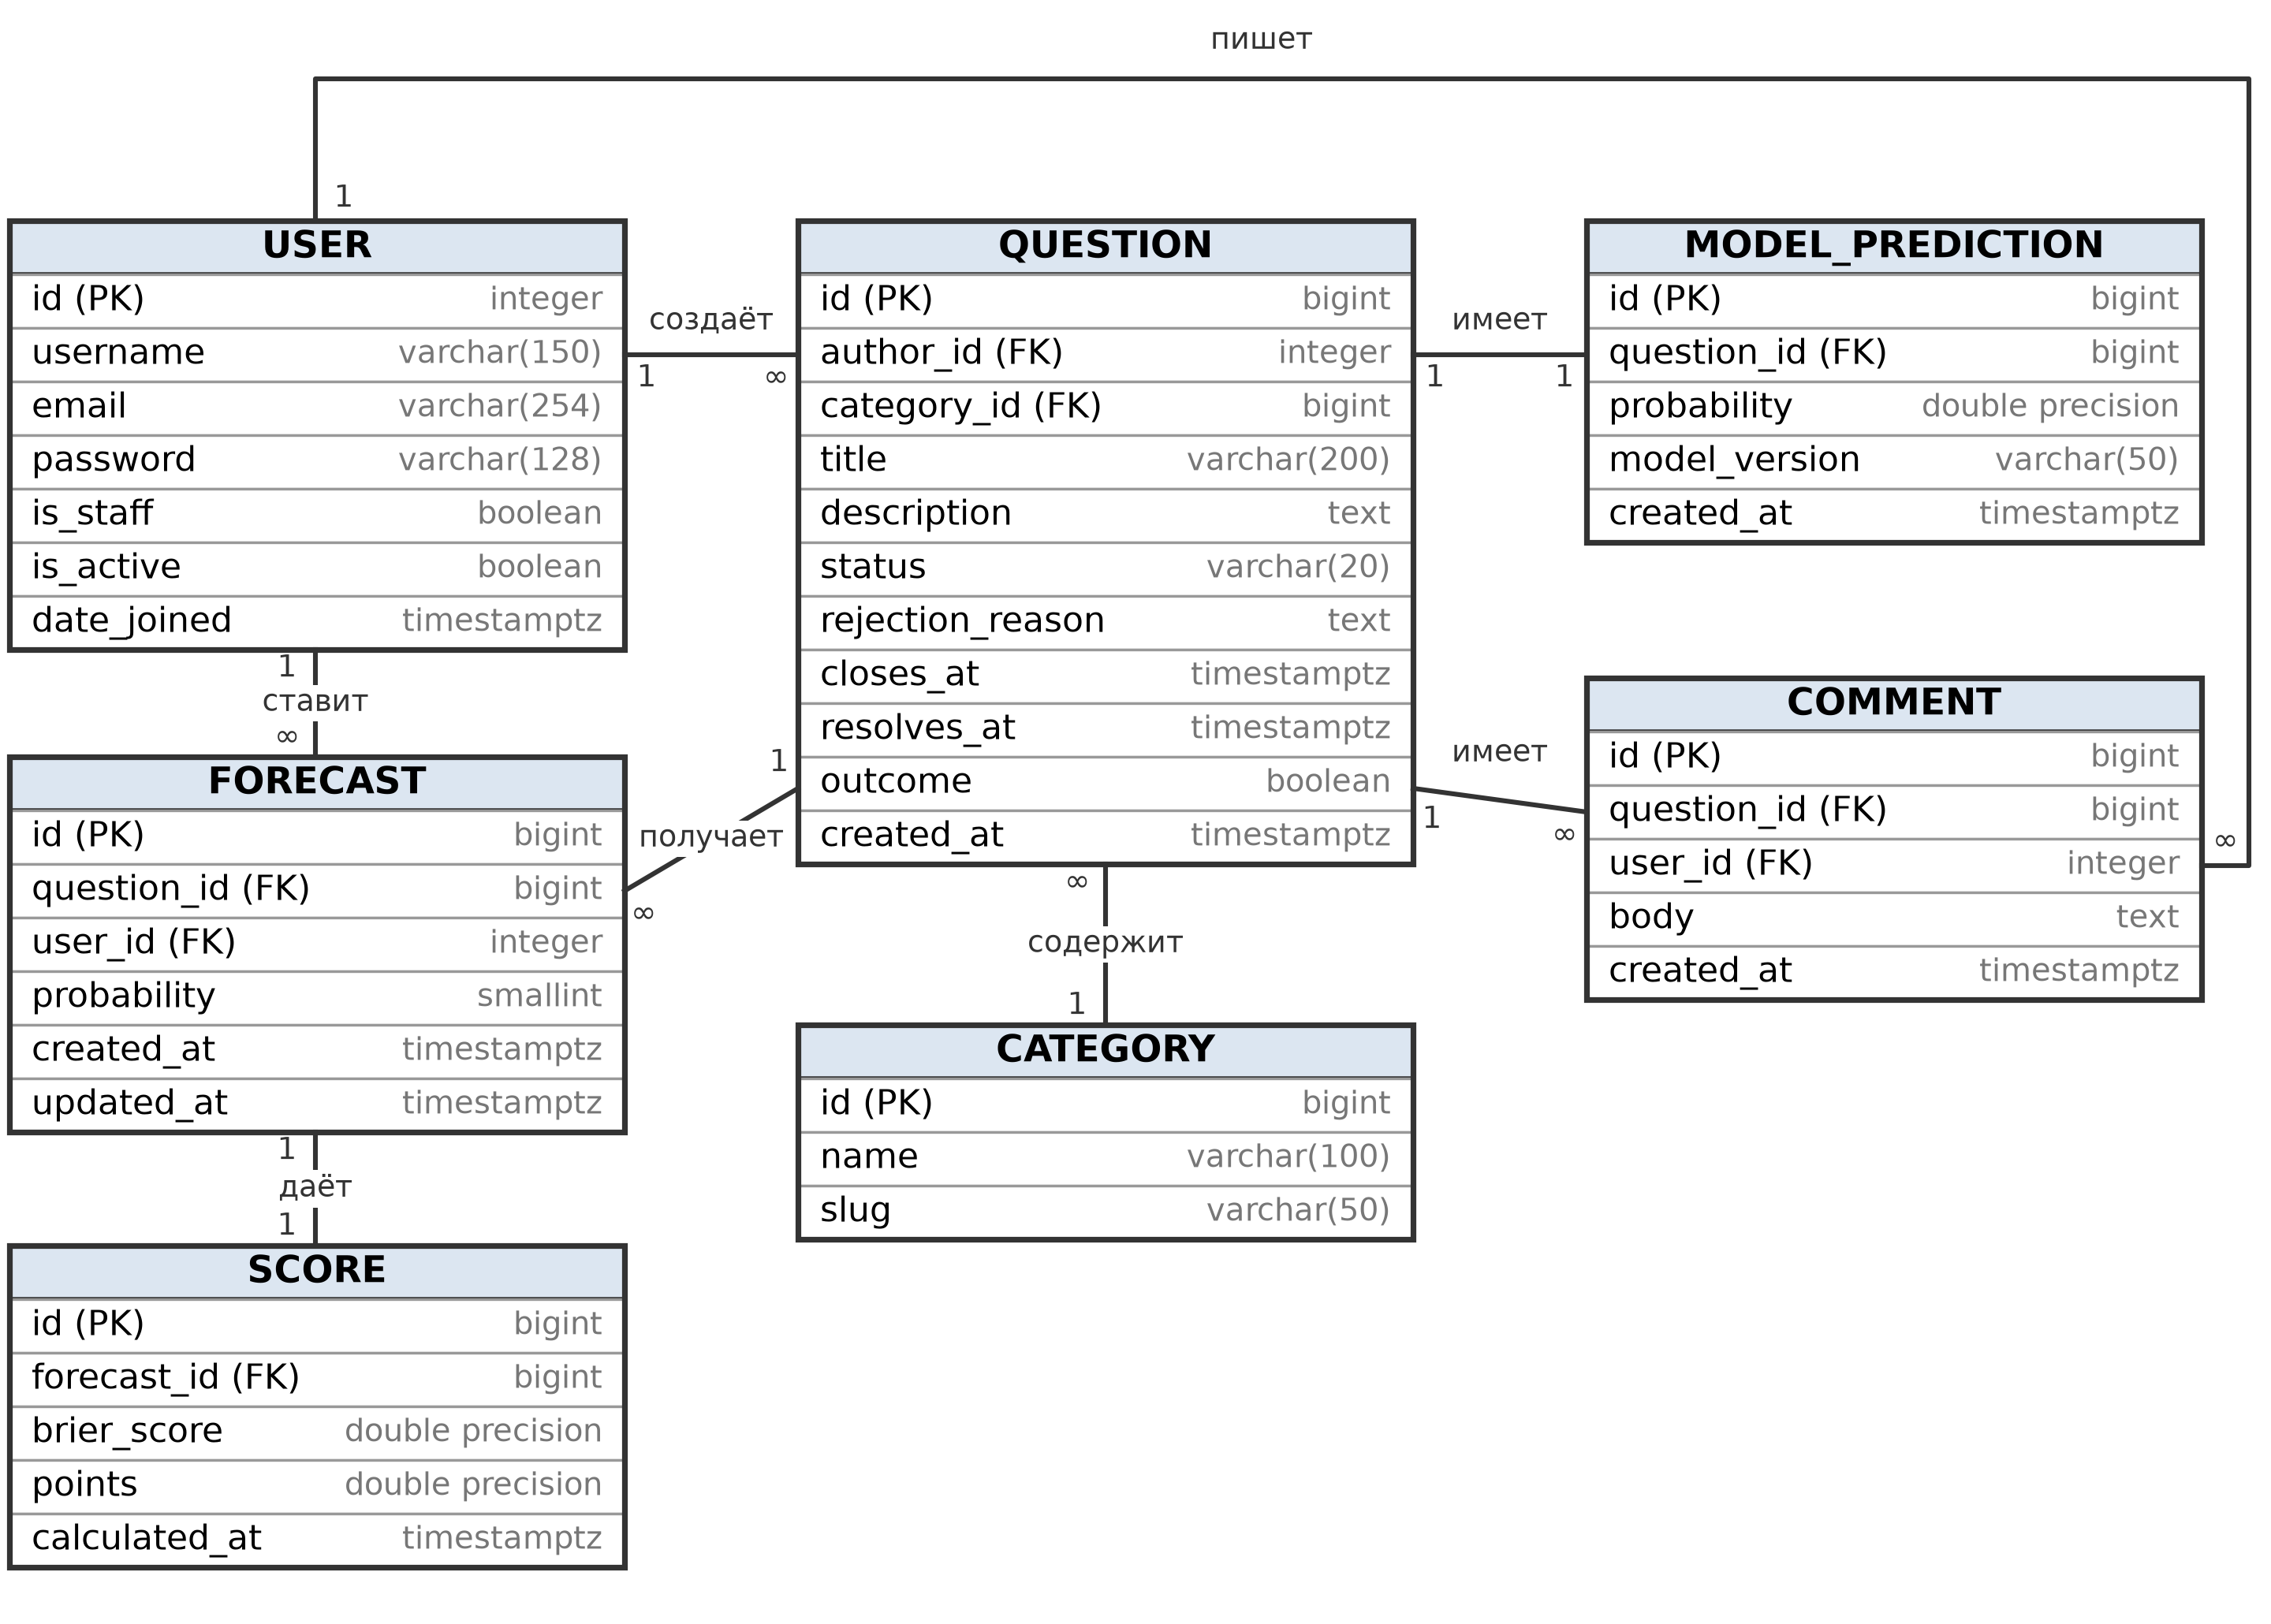 пишет
1
USER
id (PK) integer
username varchar(150)
email varchar(254)
password varchar(128)
is_staff boolean
is_active boolean
date_joined timestamptz
создаёт
1 ∞
QUESTION
id (PK) bigint
author_id (FK) integer
category_id (FK) bigint
title varchar(200)
description text
status varchar(20)
rejection_reason text
closes_at timestamptz
resolves_at timestamptz
outcome boolean
created_at timestamptz
имеет
1 1
MODEL_PREDICTION
id (PK) bigint
question_id (FK) bigint
probability double precision
model_version varchar(50)
created_at timestamptz
1
ставит
∞
FORECAST
id (PK) bigint
question_id (FK) bigint
user_id (FK) integer
probability smallint
created_at timestamptz
updated_at timestamptz
1
получает
∞
имеет
1 ∞
COMMENT
id (PK) bigint
question_id (FK) bigint
user_id (FK) integer
body text
created_at timestamptz
∞
∞
содержит
1
CATEGORY
id (PK) bigint
name varchar(100)
slug varchar(50)
1
даёт
1
SCORE
id (PK) bigint
forecast_id (FK) bigint
brier_score double precision
points double precision
calculated_at timestamptz